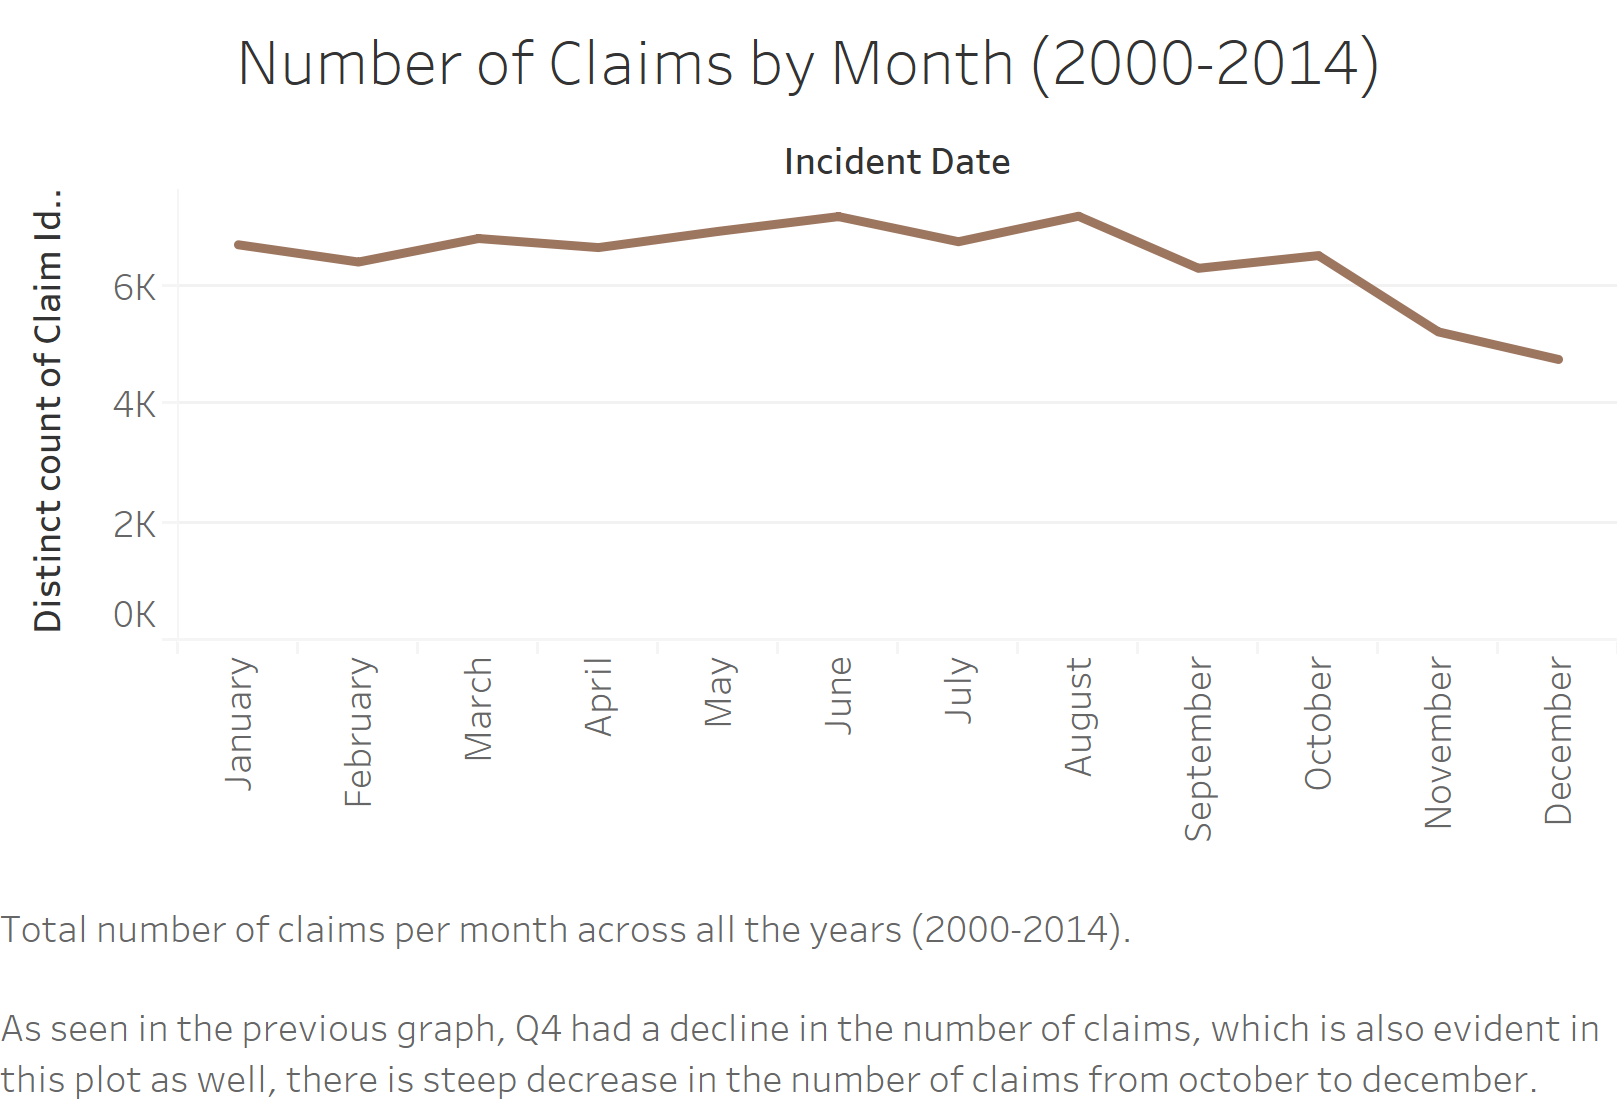 Number of Claims by Month (2000-2014)
Incident Date
Distinct count of Claim Id..
6K
4K
2K
0K
January
February
March
April
May
June
July
August
September
October
November
December
Total number of claims per month across all the years (2000-2014).
As seen in the previous graph, Q4 had a decline in the number of claims, which is also evident in
this plot as well, there is steep decrease in the number of claims from october to december.